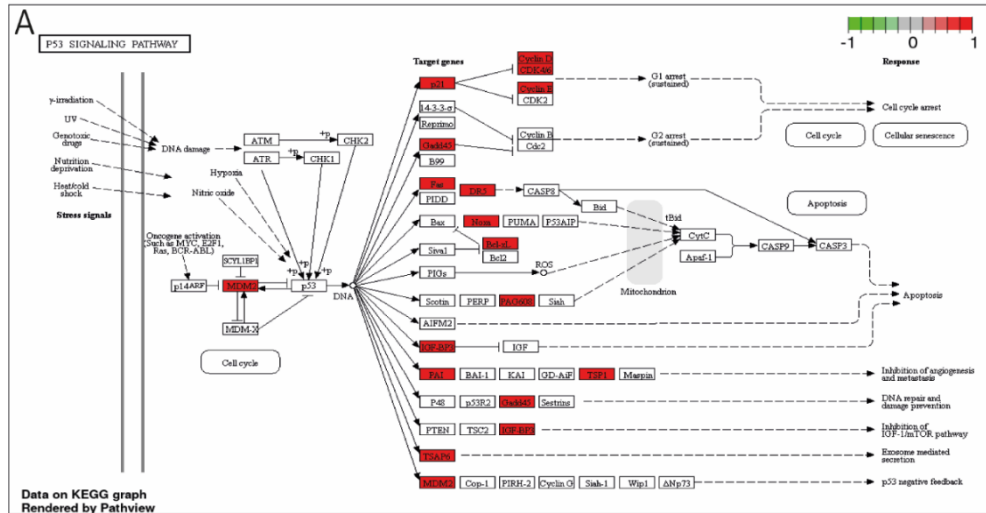 A
P53 SIGNALING PATHWAY
-1 0 1
Response
Target genes
γ-irradiation
UV
Genotoxic
drugs
Nutrition
deprivation
Heat/cold
shock
Stress signals
DNA damage
ATM
ATR
+p
+p
CHK2
CHK1
Hypoxia
Nitric oxide
Oncogene activation
(Such as MYC, E2F1,
Ras, BCR-ABL)
SCYL1BP1
p14ARF
MDM2
+p
+p
p53
DNA
MDM-X
Cell cycle
p21
Cyclin D
CDK4/6
Cyclin E
CDK2
G1 arrest
(sustained)
14-3-3-σ
Reprimo
Gadd45
B99
Cyclin B
Cdc2
G2 arrest
(sustained)
Cell cycle arrest
Cell cycle
Cellular senescence
Fas
PIDD
DR5
CASP8
Bid
tBid
Apoptosis
Bax
Noxa
PUMA
P53AIP
Mitochondrion
CytC
Apaf-1
CASP9
CASP3
Siva1
Bcl-xL
Bcl2
PIGs
ROS
Scotin
PERP
PAG608
Siah
AIFM2
Apoptosis
IGF-BP3
IGF
PAI
BAI-1
KAI
GD-AiF
TSP1
Maspin
Inhibition of angiogenesis
and metastasis
P48
p53R2
Gadd45
Sestrins
DNA repair and
damage prevention
PTEN
TSC2
IGF-BP3
Inhibition of
IGF-1/mTOR pathway
TSAP6
Exosome mediated
secretion
MDM2
Cop-1
PIRH-2
Cyclin G
Siah-1
Wip1
ΔNp73
p53 negative feedback
Data on KEGG graph
Rendered by Pathview